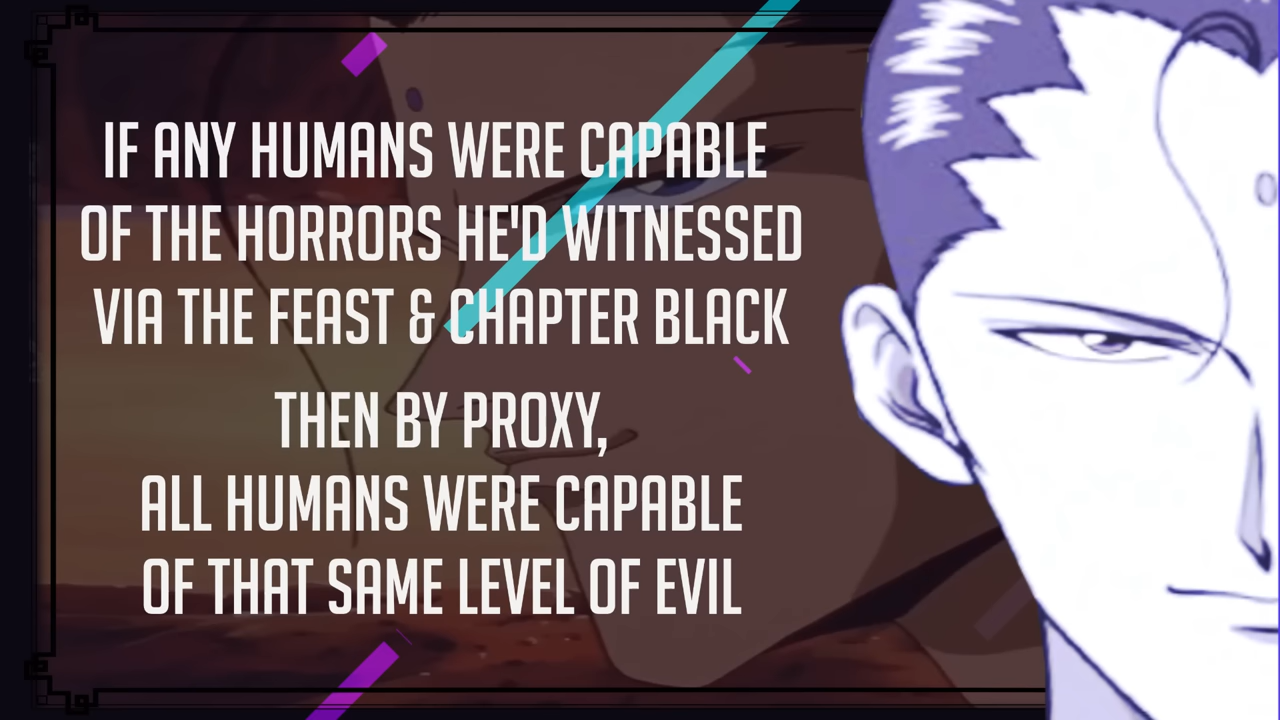 IF ANY HUMANS WERE CAPABLE
OF THE HORRORS HE'D WITNESSED
VIA THE FEAST & CHAPTER BLACK
THEN BY PROXY,
ALL HUMANS WERE CAPABLE
OF THAT SAME LEVEL OF EVIL